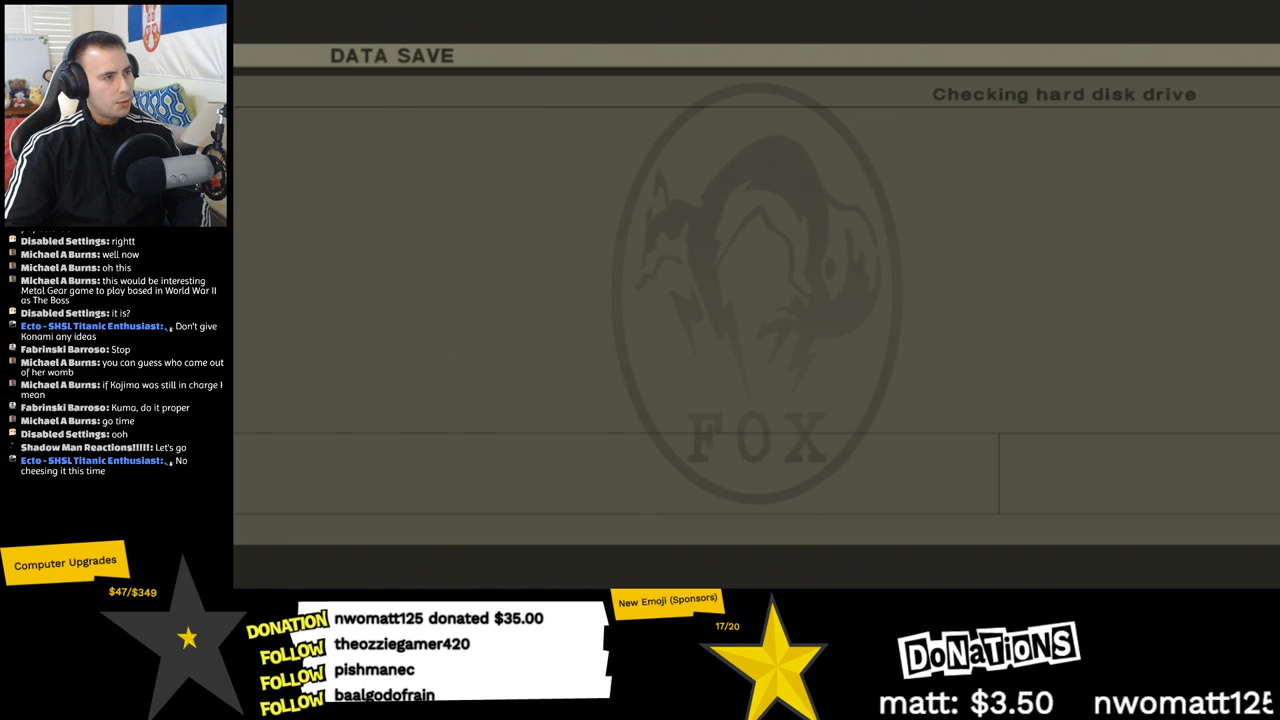 DATA SAVE
Checking hard disk drive
FOX
Disabled Settings: rightt
Michael A Burns: well now
Michael A Burns: oh this
Michael A Burns: this would be interesting
Metal Gear game to play based in World War II
as The Boss
Disabled Settings: it is?
Ecto - SHSL Titanic Enthusiast: Don't give
Konami any ideas
Fabrinski Barroso: Stop
Michael A Burns: you can guess who came out
of her womb
Michael A Burns: if Kojima was still in charge I
mean
Fabrinski Barroso: Kuma, do it proper
Michael A Burns: go time
Disabled Settings: ooh
Shadow Man Reactions!!!!!: Let's go
Ecto - SHSL Titanic Enthusiast: No
cheesing it this time
Computer Upgrades
$47/$349
DONATION nwomatt125 donated $35.00
FOLLOW theozziegamer420
FOLLOW pishmanec
FOLLOW baalgodofrain
New Emoji (Sponsors)
17/20
DONATIONS
matt: $3.50 nwomatt125